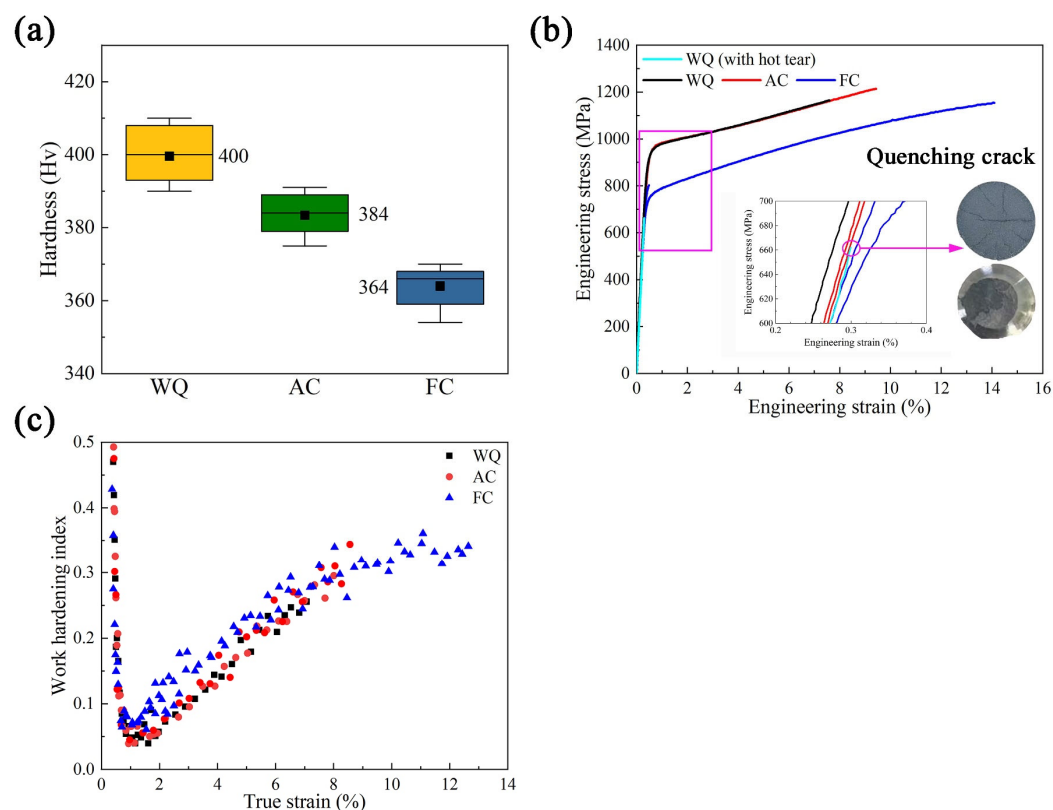 (a)
Hardness (Hv)
420
400
380
360
340
400
384
364
WQ AC FC
(b)
Engineering stress (MPa)
1400
1200
1000
800
600
400
200
0
WQ (with hot tear)
WQ AC FC
Quenching crack
Engineering stress (MPa)
700
680
660
640
620
600
0.2 0.3 0.4
Engineering strain (%)
0 2 4 6 8 10 12 14 16
Engineering strain (%)
(c)
Work hardening index
0.5
0.4
0.3
0.2
0.1
0.0
WQ
AC
FC
0 2 4 6 8 10 12 14
True strain (%)